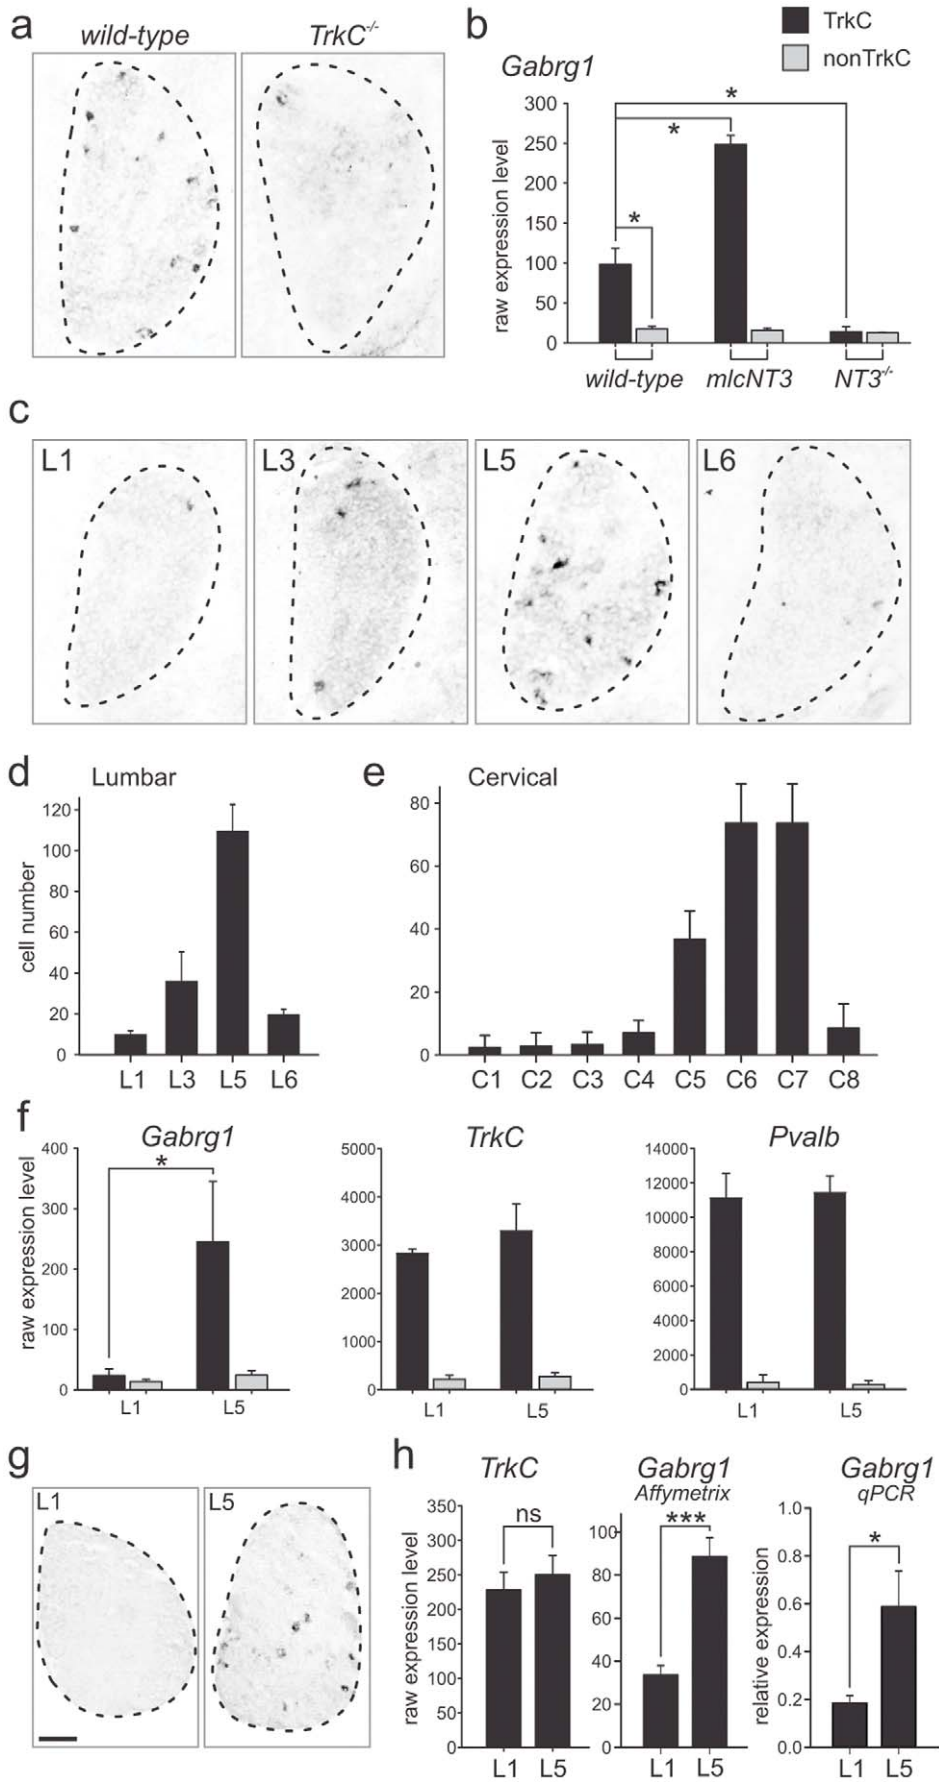 a
wild-type
TrkC-/-
b
TrkC
nonTrkC
Gabrg1
raw expression level
300
250
200
150
100
50
0
*
*
*
wild-type
mlcNT3
NT3-/-
c
L1
L3
L5
L6
d
Lumbar
cell number
120
100
80
60
40
20
0
L1 L3 L5 L6
e
Cervical
80
60
40
20
0
C1 C2 C3 C4 C5 C6 C7 C8
f
Gabrg1
raw expression level
400
300
200
100
0
*
L1 L5
TrkC
5000
4000
3000
2000
1000
0
L1 L5
Pvalb
14000
12000
10000
8000
6000
4000
2000
0
L1 L5
g
L1
L5
h
TrkC
raw expression level
350
300
250
200
150
100
50
0
ns
L1 L5
Gabrg1
Affymetrix
100
80
60
40
20
0
***
L1 L5
Gabrg1
qPCR
relative expression
1.0
0.8
0.6
0.4
0.2
0.0
*
L1 L5